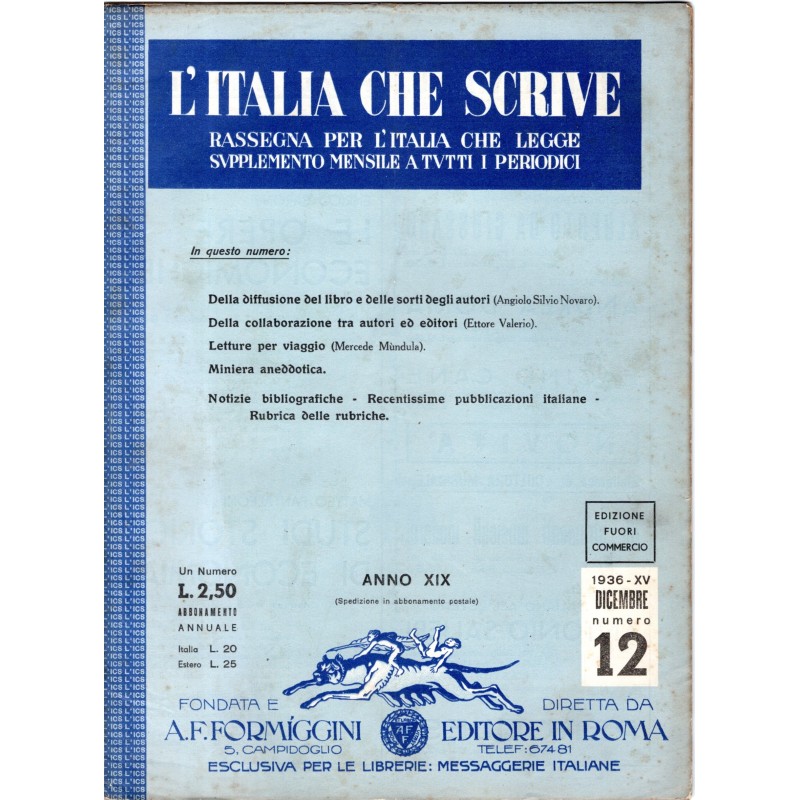 L'ITALIA CHE SCRIVE
RASSEGNA PER L'ITALIA CHE LEGGE
SVPPLEMENTO MENSILE A TVTTI I PERIODICI
In questo numero:
Della diffusione del libro e delle sorti degli autori (Angiolo Silvio Novaro).
Della collaborazione tra autori ed editori (Ettore Valerio).
Letture per viaggio (Mercede Mùndula).
Miniera aneddotica.
Notizie bibliografiche - Recentissime pubblicazioni italiane -
Rubrica delle rubriche.
EDIZIONE
FUORI
COMMERCIO
Un Numero
L. 2,50
ABBONAMENTO
ANNUALE
Italia L. 20
Estero L. 25
ANNO XIX
(Spedizione in abbonamento postale)
1936 - XV
DICEMBRE
numero
12
FONDATA E DIRETTA DA
A.F. FORMÍGGINI EDITORE IN ROMA
5, CAMPIDOGLIO TELEF: 67481
ESCLUSIVA PER LE LIBRERIE: MESSAGGERIE ITALIANE